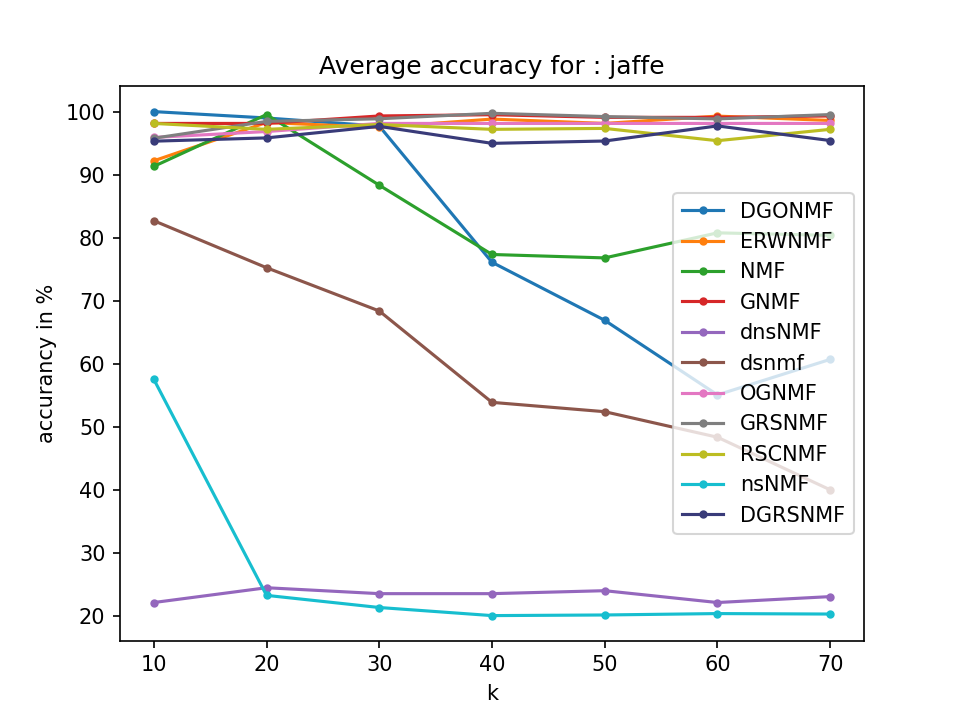 Average accuracy for : jaffe
accurancy in %
100
90
80
70
60
50
40
30
20
DGONMF
ERWNMF
NMF
GNMF
dnsNMF
dsnmf
OGNMF
GRSNMF
RSCNMF
nsNMF
DGRSNMF
10 20 30 40 50 60 70
k